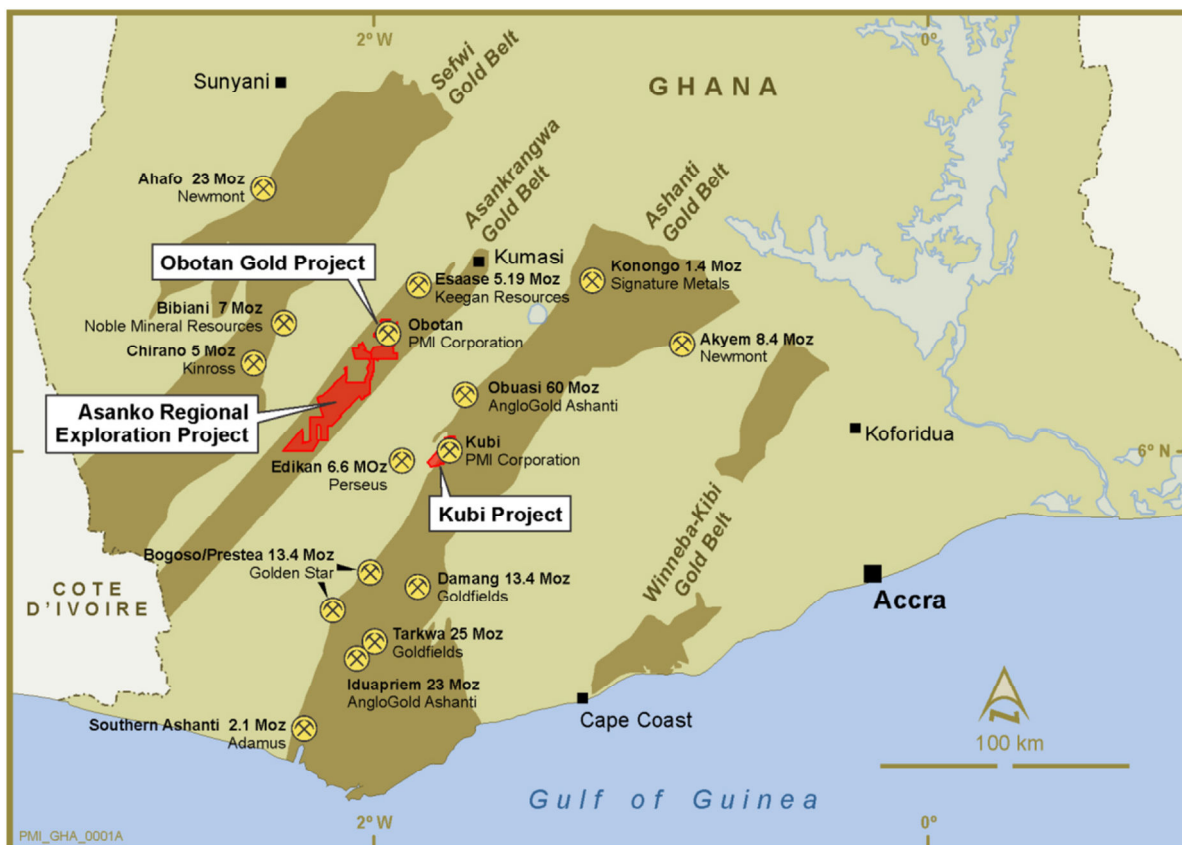 2º W
0º
Sunyani
Sefwi
Gold Belt
GHANA
Asankrangwa
Gold Belt
Ashanti
Gold Belt
Ahafo 23 Moz
Newmont
Obotan Gold Project
Kumasi
Esaase 5.19 Moz
Keegan Resources
Konongo 1.4 Moz
Signature Metals
Bibiani 7 Moz
Noble Mineral Resources
Obotan
PMI Corporation
Akyem 8.4 Moz
Newmont
Chirano 5 Moz
Kinross
Obuasi 60 Moz
AngloGold Ashanti
Asanko Regional
Exploration Project
Koforidua
Kubi
PMI Corporation
6º N
Edikan 6.6 MOz
Perseus
Kubi Project
Winneba-Kibi
Gold Belt
Bogoso/Prestea 13.4 Moz
Golden Star
COTE
D'IVOIRE
Damang 13.4 Moz
Goldfields
Accra
Tarkwa 25 Moz
Goldfields
Iduapriem 23 Moz
AngloGold Ashanti
Southern Ashanti 2.1 Moz
Adamus
Cape Coast
N
100 km
Gulf of Guinea
PMI_GHA_0001A
2º W
0º